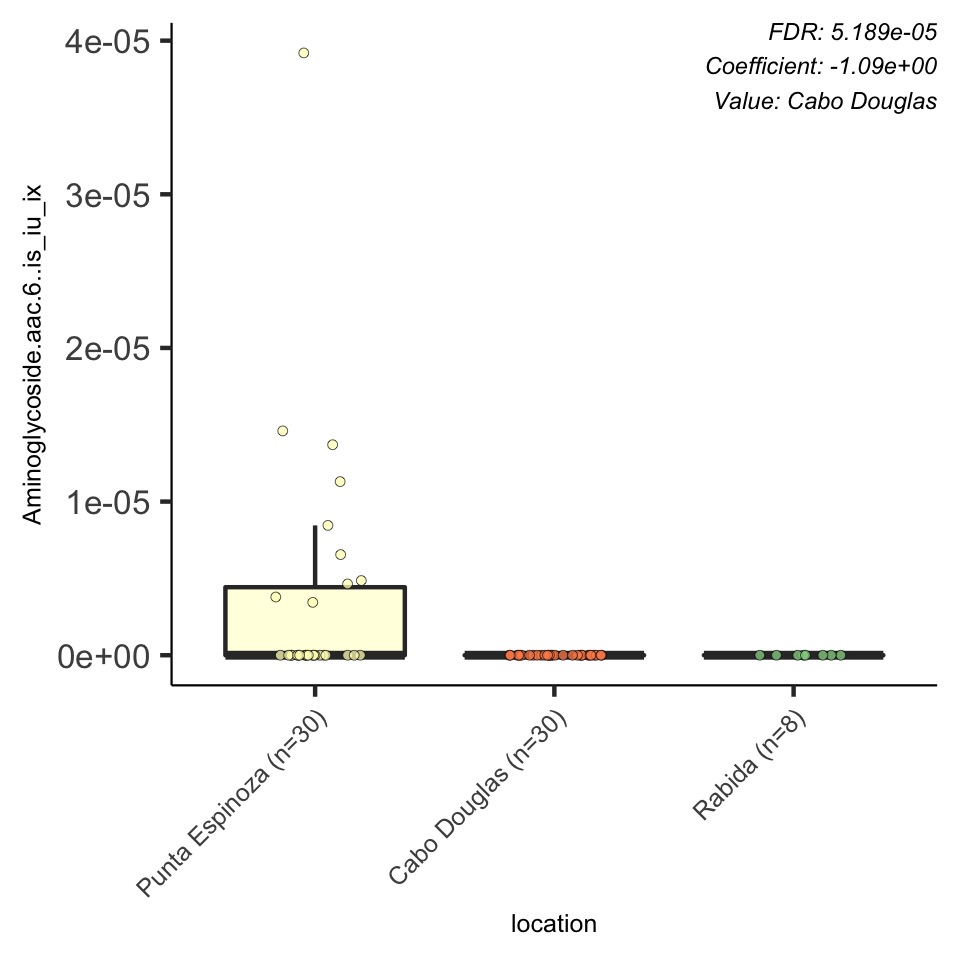 FDR: 5.189e-05
Coefficient: -1.09e+00
Value: Cabo Douglas
Aminoglycoside.aac.6..is_iu_ix
4e-05
3e-05
2e-05
1e-05
0e+00
Punta Espinoza (n=30)
Cabo Douglas (n=30)
Rabida (n=8)
location